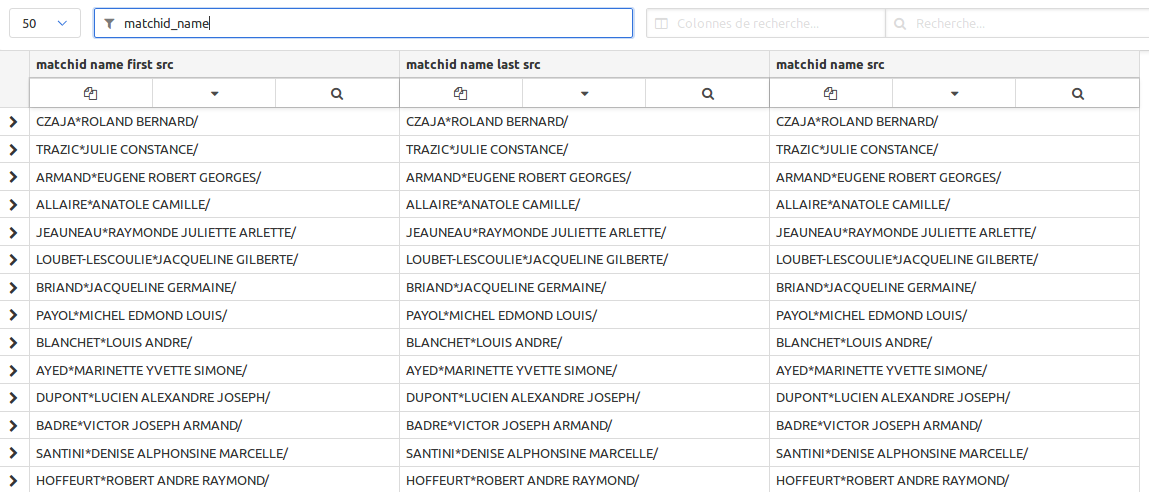 50 matchid_name Colonnes de recherche... Recherche...
matchid name first src matchid name last src matchid name src
CZAJA*ROLAND BERNARD/ CZAJA*ROLAND BERNARD/ CZAJA*ROLAND BERNARD/
TRAZIC*JULIE CONSTANCE/ TRAZIC*JULIE CONSTANCE/ TRAZIC*JULIE CONSTANCE/
ARMAND*EUGENE ROBERT GEORGES/ ARMAND*EUGENE ROBERT GEORGES/ ARMAND*EUGENE ROBERT GEORGES/
ALLAIRE*ANATOLE CAMILLE/ ALLAIRE*ANATOLE CAMILLE/ ALLAIRE*ANATOLE CAMILLE/
JEAUNEAU*RAYMONDE JULIETTE ARLETTE/ JEAUNEAU*RAYMONDE JULIETTE ARLETTE/ JEAUNEAU*RAYMONDE JULIETTE ARLETTE/
LOUBET-LESCOULIE*JACQUELINE GILBERTE/ LOUBET-LESCOULIE*JACQUELINE GILBERTE/ LOUBET-LESCOULIE*JACQUELINE GILBERTE/
BRIAND*JACQUELINE GERMAINE/ BRIAND*JACQUELINE GERMAINE/ BRIAND*JACQUELINE GERMAINE/
PAYOL*MICHEL EDMOND LOUIS/ PAYOL*MICHEL EDMOND LOUIS/ PAYOL*MICHEL EDMOND LOUIS/
BLANCHET*LOUIS ANDRE/ BLANCHET*LOUIS ANDRE/ BLANCHET*LOUIS ANDRE/
AYED*MARINETTE YVETTE SIMONE/ AYED*MARINETTE YVETTE SIMONE/ AYED*MARINETTE YVETTE SIMONE/
DUPONT*LUCIEN ALEXANDRE JOSEPH/ DUPONT*LUCIEN ALEXANDRE JOSEPH/ DUPONT*LUCIEN ALEXANDRE JOSEPH/
BADRE*VICTOR JOSEPH ARMAND/ BADRE*VICTOR JOSEPH ARMAND/ BADRE*VICTOR JOSEPH ARMAND/
SANTINI*DENISE ALPHONSINE MARCELLE/ SANTINI*DENISE ALPHONSINE MARCELLE/ SANTINI*DENISE ALPHONSINE MARCELLE/
HOFFEURT*ROBERT ANDRE RAYMOND/ HOFFEURT*ROBERT ANDRE RAYMOND/ HOFFEURT*ROBERT ANDRE RAYMOND/